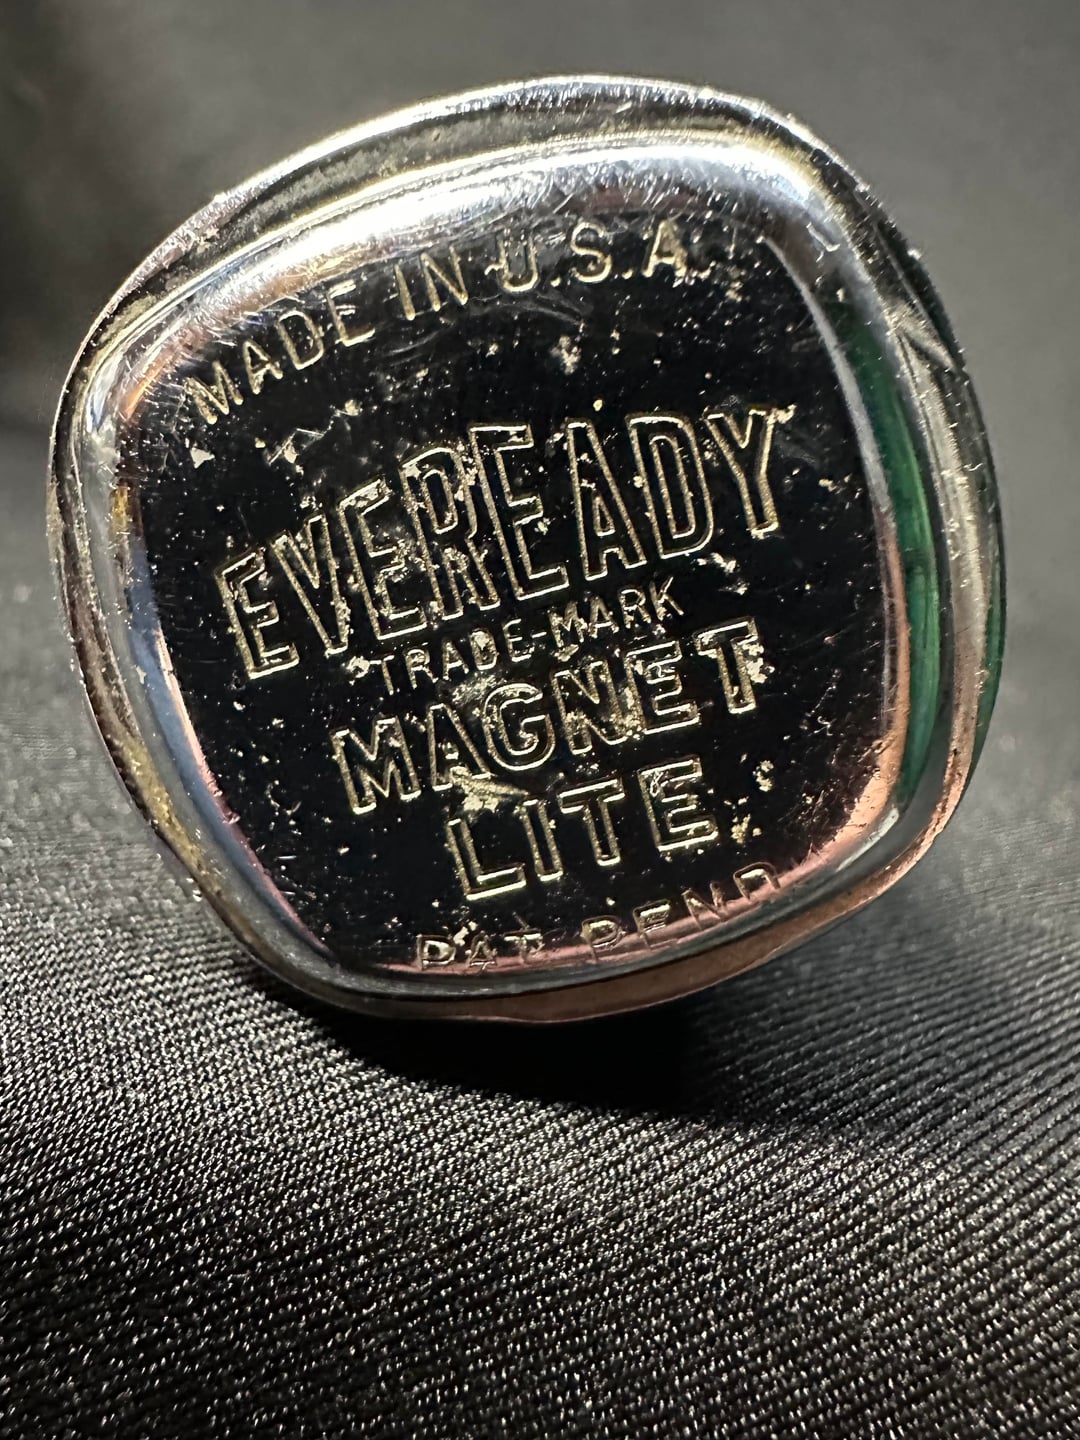 MADE IN U.S.A.
EVEREADY
TRADE-MARK
MAGNET
LITE
PAT. PEND.